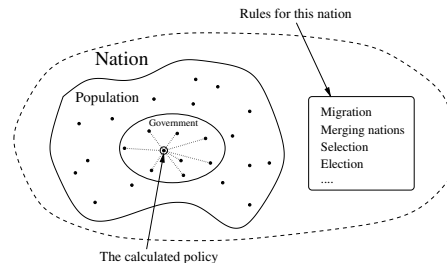 Rules for this nation
Nation
Population
Government
Migration
Merging nations
Selection
Election
....
The calculated policy